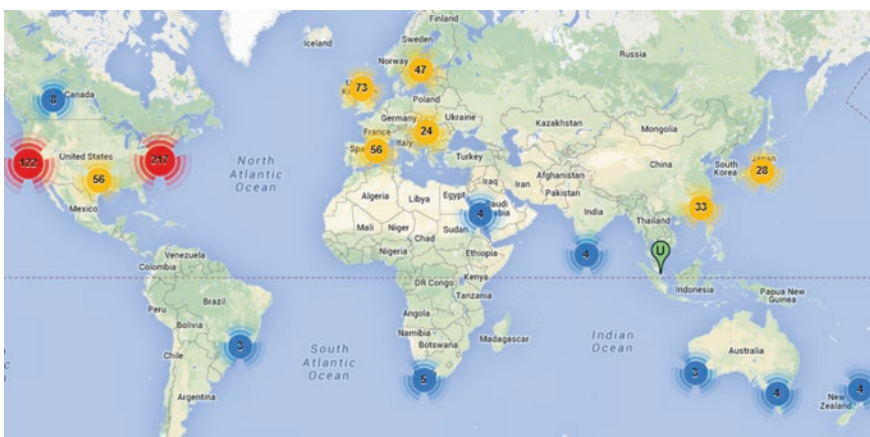 Finland
Iceland
Sweden
Russia
Norway
47
73
8
Canada
Poland
Germany
Ukraine
24
Kazakhstan
Mongolia
France
56
Italy
122
United States
217
North
Atlantic
Ocean
56
Turkey
China
South
Korea
28
Afghanistan
Iraq
Iran
Pakistan
Mexico
Algeria
Libya
Egypt
4
India
33
Mali
Niger
Sudan
Thailand
Chad
Venezuela
Nigeria
Ethiopia
4
U
Colombia
Kenya
DR Congo
Indonesia
Papua New
Guinea
Tanzania
Peru
Brazil
Angola
Bolivia
Namibia
Madagascar
Botswana
Indian
Ocean
3
South
Atlantic
Ocean
Chile
Australia
5
3
4
4
Argentina
New
Zealand